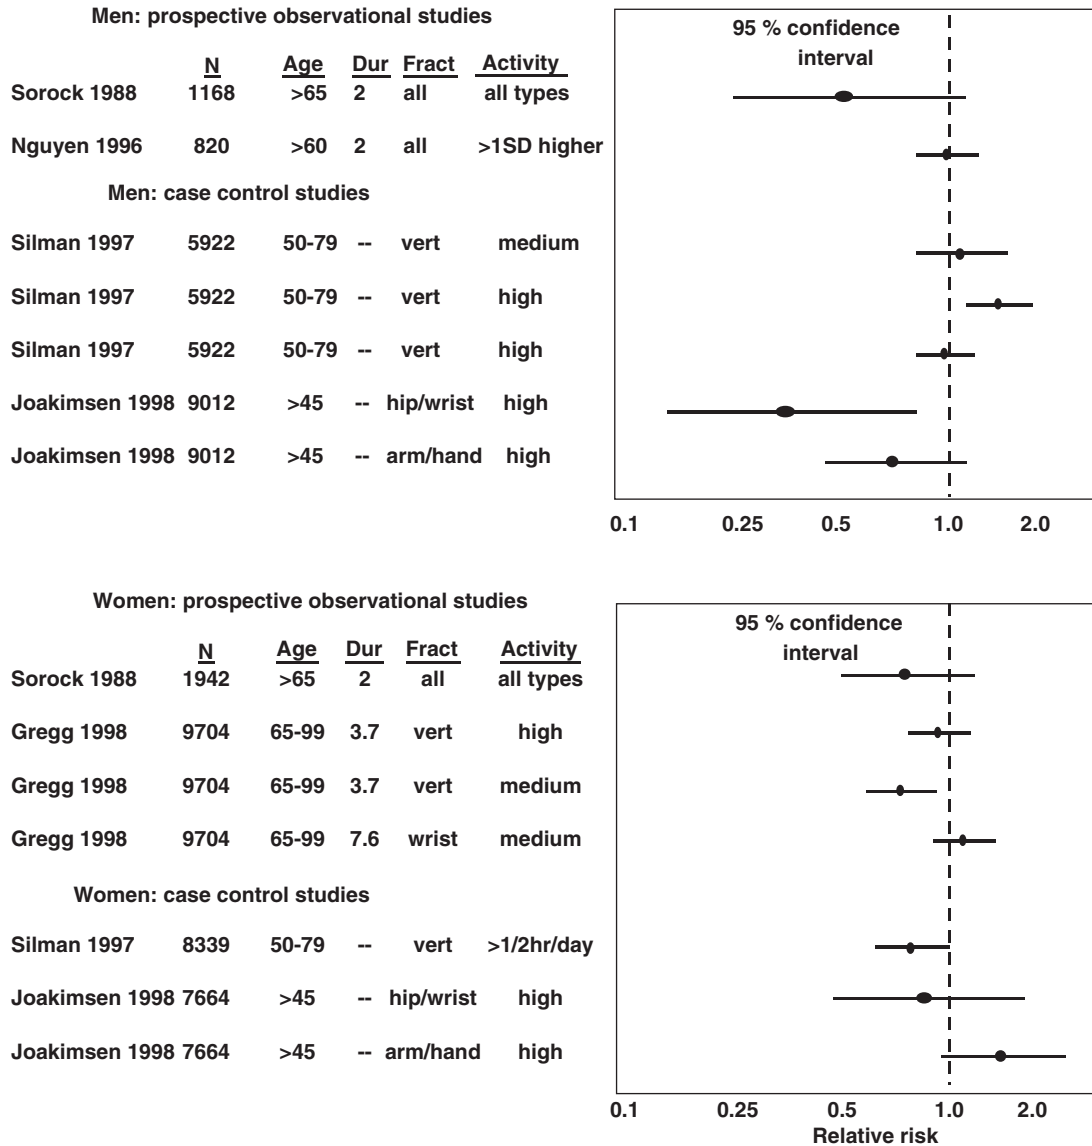 Men: prospective observational studies
N Age Dur Fract Activity
Sorock 1988 1168 >65 2 all all types
Nguyen 1996 820 >60 2 all >1SD higher
Men: case control studies
Silman 1997 5922 50-79 -- vert medium
Silman 1997 5922 50-79 -- vert high
Silman 1997 5922 50-79 -- vert high
Joakimsen 1998 9012 >45 -- hip/wrist high
Joakimsen 1998 9012 >45 -- arm/hand high
95 % confidence
interval
0.1 0.25 0.5 1.0 2.0
Women: prospective observational studies
N Age Dur Fract Activity
Sorock 1988 1942 >65 2 all all types
Gregg 1998 9704 65-99 3.7 vert high
Gregg 1998 9704 65-99 3.7 vert medium
Gregg 1998 9704 65-99 7.6 wrist medium
Women: case control studies
Silman 1997 8339 50-79 -- vert >1/2hr/day
Joakimsen 1998 7664 >45 -- hip/wrist high
Joakimsen 1998 7664 >45 -- arm/hand high
95 % confidence
interval
0.1 0.25 0.5 1.0 2.0
Relative risk